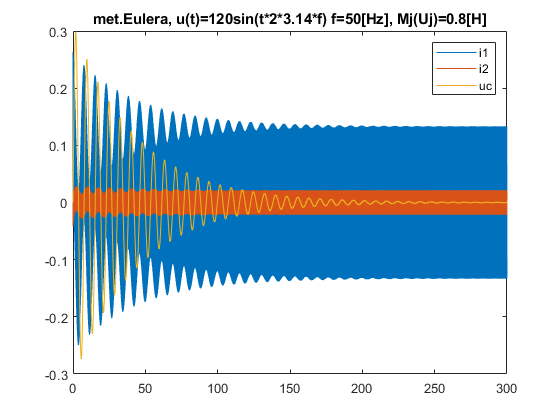 met.Eulera, u(t)=120sin(t*2*3.14*f) f=50[Hz], Mj(Uj)=0.8[H]
0.3
i1
i2
uc
0.2
0.1
0
-0.1
-0.2
-0.3
0 50 100 150 200 250 300